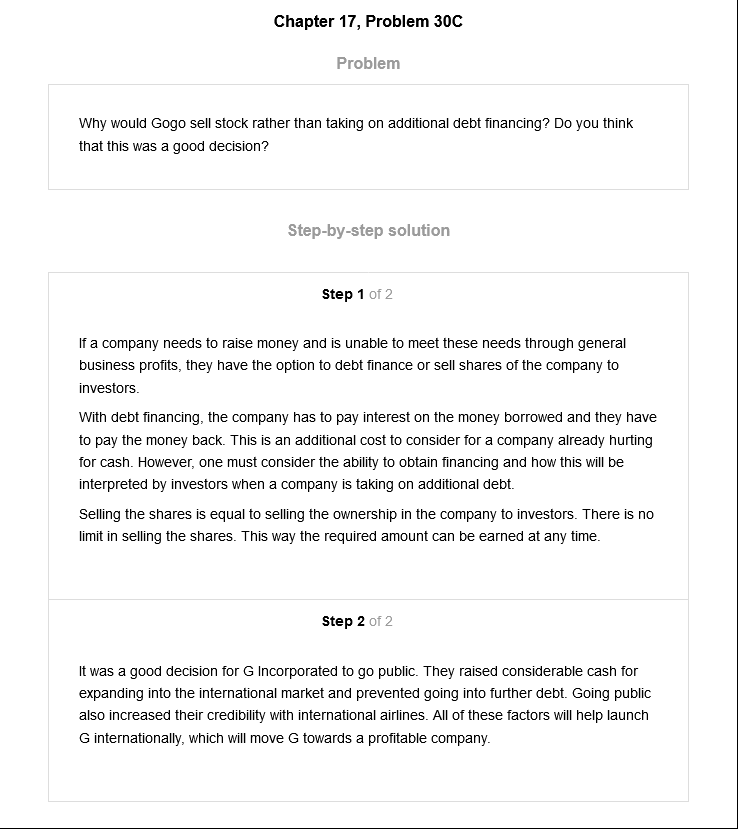 Chapter 17, Problem 30C
Problem
Why would Gogo sell stock rather than taking on additional debt financing? Do you think
that this was a good decision?
Step-by-step solution
Step 1 of 2
If a company needs to raise money and is unable to meet these needs through general
business profits, they have the option to debt finance or sell shares of the company to
investors.
With debt financing, the company has to pay interest on the money borrowed and they have
to pay the money back. This is an additional cost to consider for a company already hurting
for cash. However, one must consider the ability to obtain financing and how this will be
interpreted by investors when a company is taking on additional debt.
Selling the shares is equal to selling the ownership in the company to investors. There is no
limit in selling the shares. This way the required amount can be earned at any time.
Step 2 of 2
It was a good decision for G Incorporated to go public. They raised considerable cash for
expanding into the international market and prevented going into further debt. Going public
also increased their credibility with international airlines. All of these factors will help launch
G internationally, which will move G towards a profitable company.